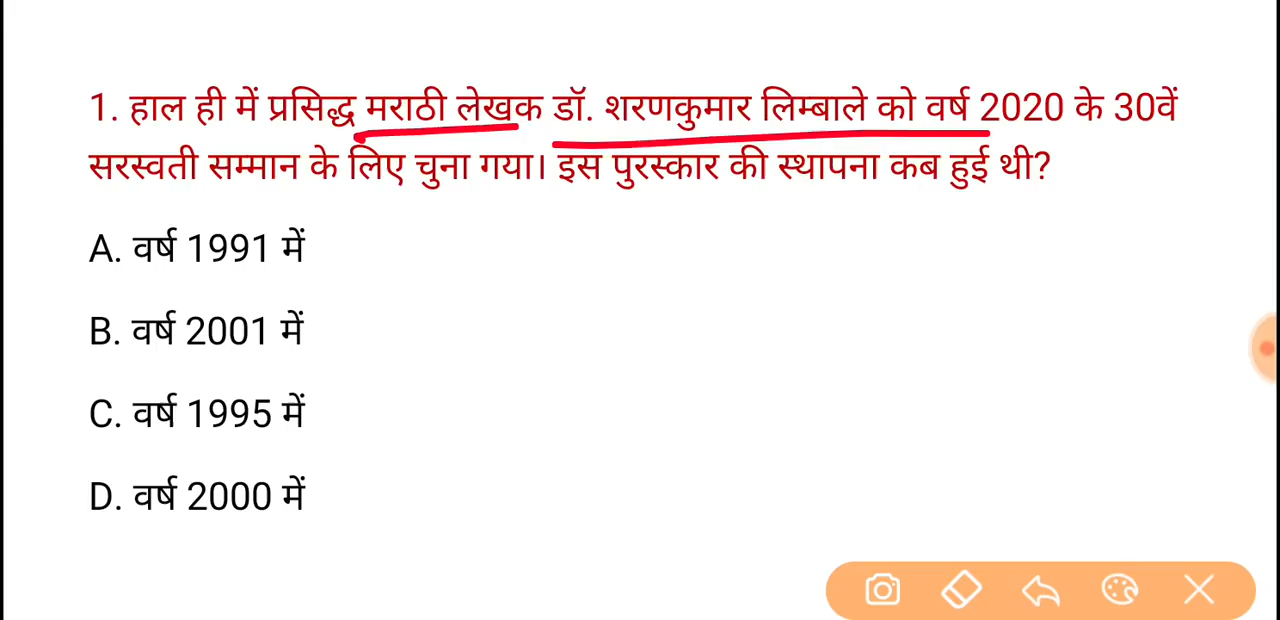 1. हाल ही में प्रसिद्ध मराठी लेखक डॉ. शरणकुमार लिम्बाले को वर्ष 2020 के 30वें
सरस्वती सम्मान के लिए चुना गया। इस पुरस्कार की स्थापना कब हुई थी?
A. वर्ष 1991 में
B. वर्ष 2001 में
C. वर्ष 1995 में
D. वर्ष 2000 में